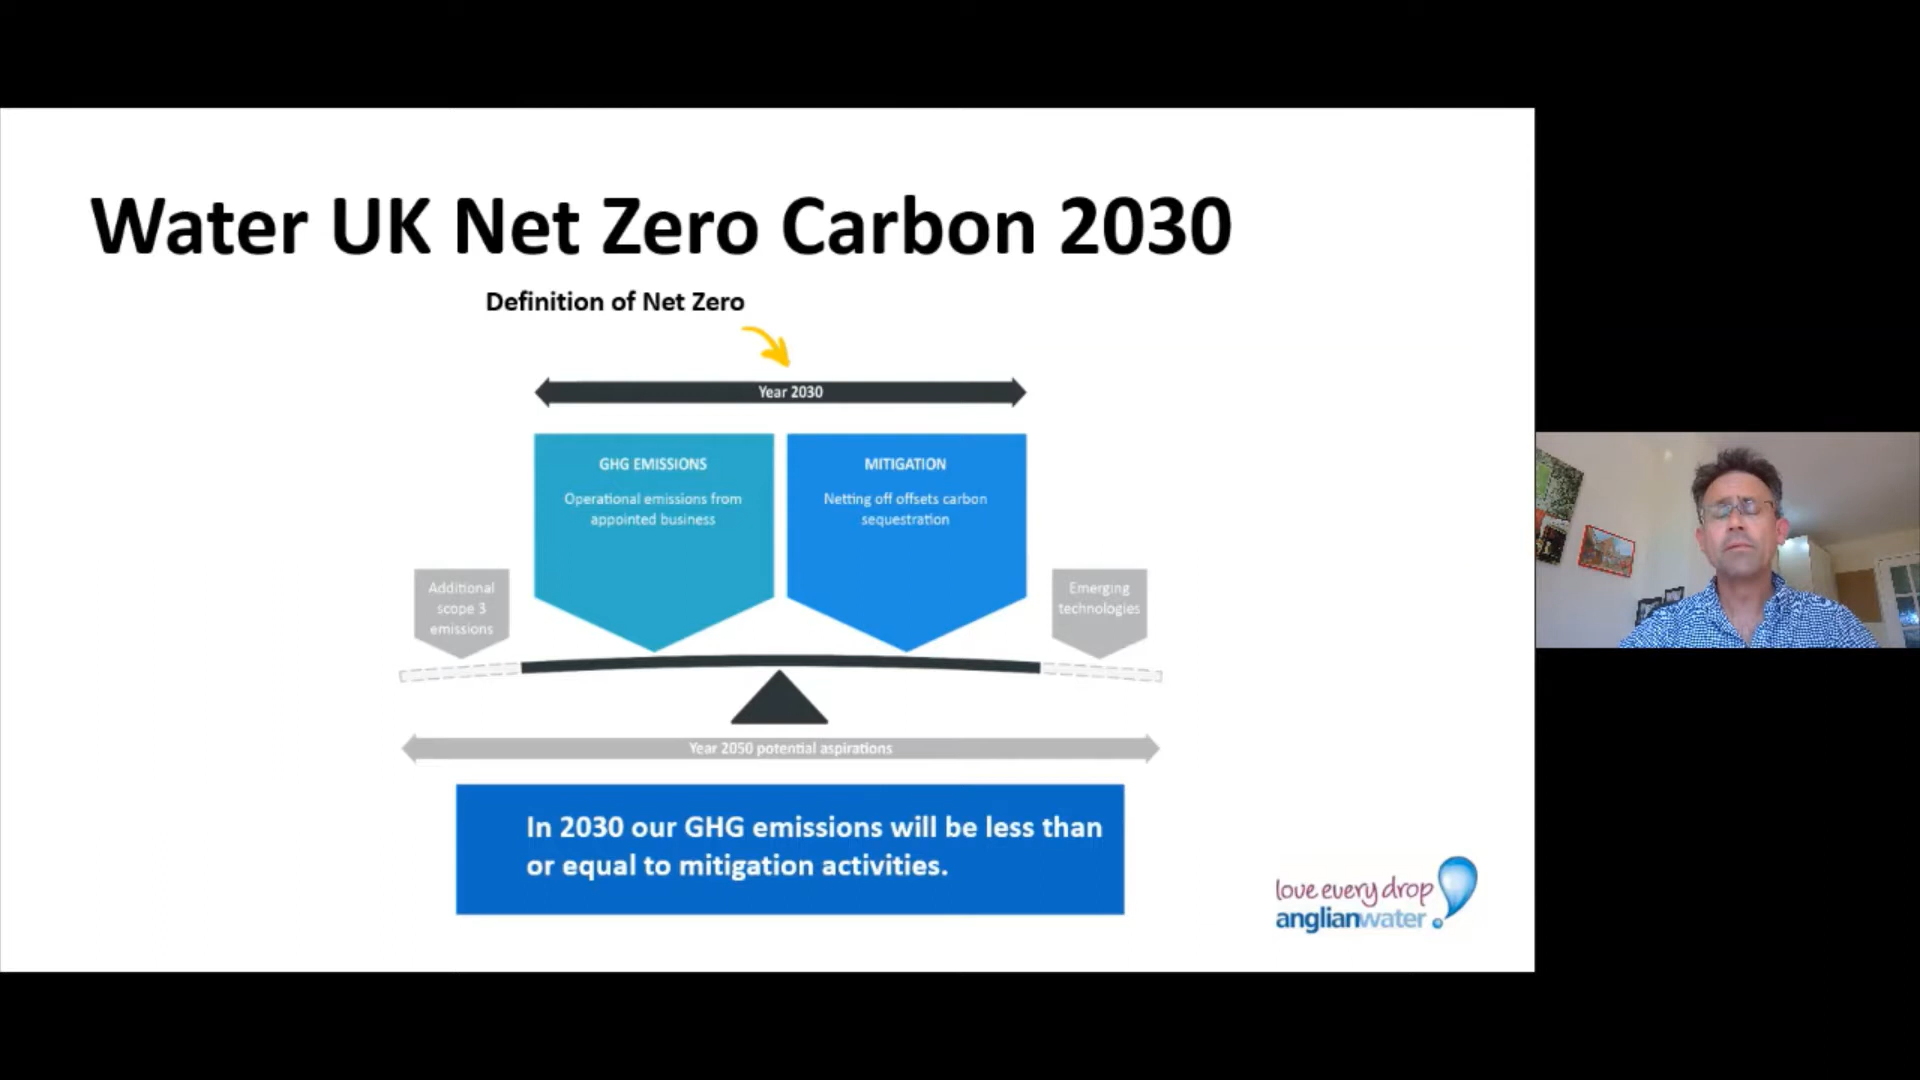 Water UK Net Zero Carbon 2030
Definition of Net Zero
Year 2030
GHG EMISSIONS
Operational emissions from
appointed business
MITIGATION
Netting off offsets carbon
sequestration
Additional
scope 3
emissions
Emerging
technologies
Year 2050 potential aspirations
In 2030 our GHG emissions will be less than
or equal to mitigation activities.
love every drop
anglianwater